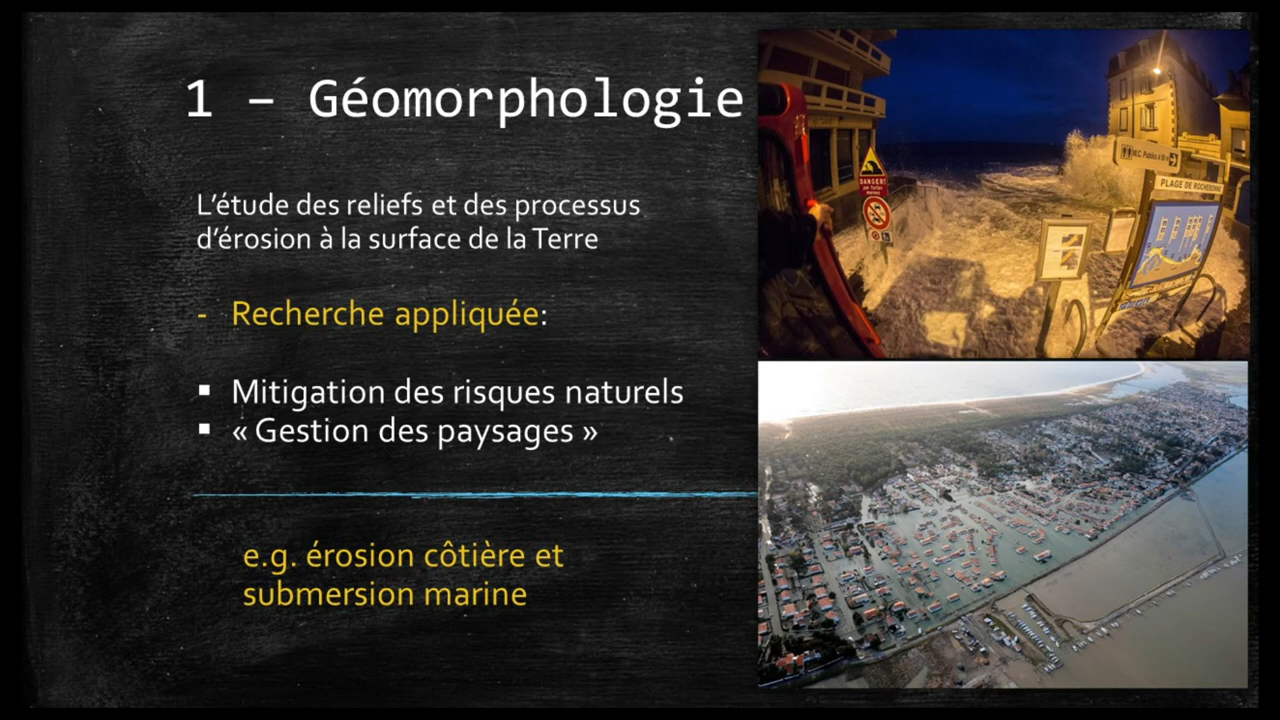 1 – Géomorphologie
L’étude des reliefs et des processus
d’érosion à la surface de la Terre
- Recherche appliquée:
▪ Mitigation des risques naturels
▪ « Gestion des paysages »
e.g. érosion côtière et
submersion marine
DANGER!
W.C. Publics à
PLAGE DE ROCHEBONNE